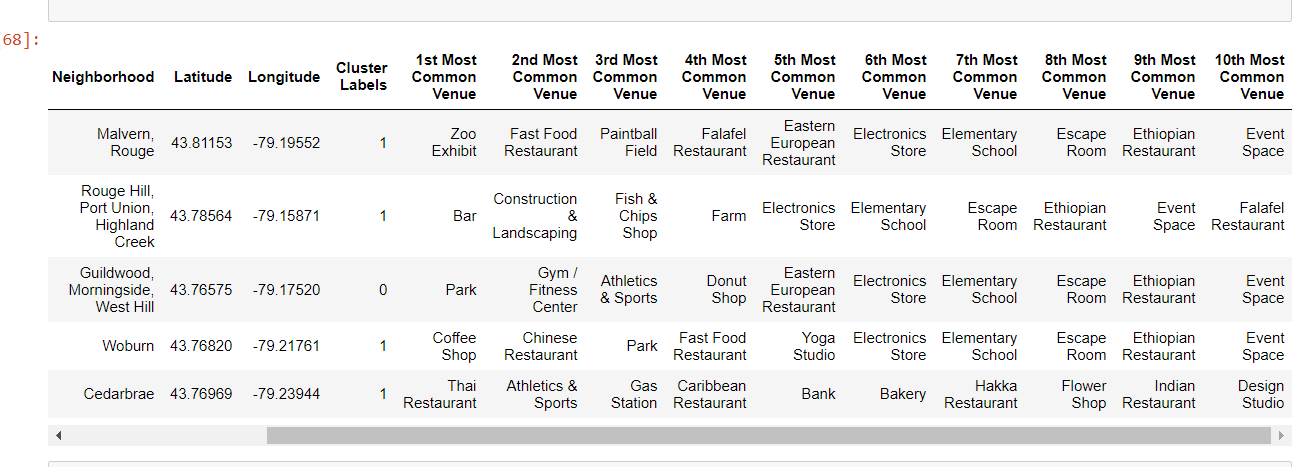 68]:
Neighborhood Latitude Longitude Cluster Labels 1st Most Common Venue 2nd Most Common Venue 3rd Most Common Venue 4th Most Common Venue 5th Most Common Venue 6th Most Common Venue 7th Most Common Venue 8th Most Common Venue 9th Most Common Venue 10th Most Common Venue
Malvern, Rouge 43.81153 -79.19552 1 Zoo Exhibit Fast Food Restaurant Paintball Field Falafel Restaurant Eastern European Restaurant Electronics Store Elementary School Escape Room Ethiopian Restaurant Event Space
Rouge Hill, Port Union, Highland Creek 43.78564 -79.15871 1 Bar Construction & Landscaping Fish & Chips Shop Farm Electronics Store Elementary School Escape Room Ethiopian Restaurant Event Space Falafel Restaurant
Guildwood, Morningside, West Hill 43.76575 -79.17520 0 Park Gym / Fitness Center Athletics & Sports Donut Shop Eastern European Restaurant Electronics Store Elementary School Escape Room Ethiopian Restaurant Event Space
Woburn 43.76820 -79.21761 1 Coffee Shop Chinese Restaurant Park Fast Food Restaurant Yoga Studio Electronics Store Elementary School Escape Room Ethiopian Restaurant Event Space
Cedarbrae 43.76969 -79.23944 1 Thai Restaurant Athletics & Sports Gas Station Caribbean Restaurant Bank Bakery Hakka Restaurant Flower Shop Indian Restaurant Design Studio